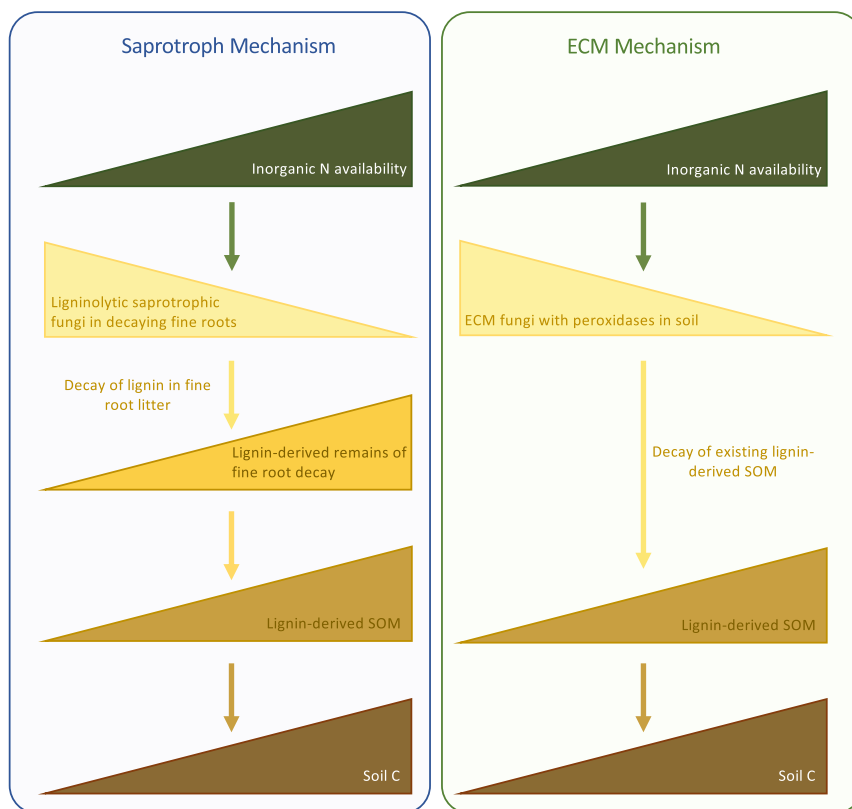 Saprotroph Mechanism
Inorganic N availability
Ligninolytic saprotrophic
fungi in decaying fine roots
Decay of lignin in fine
root litter
Lignin-derived remains of
fine root decay
Lignin-derived SOM
Soil C
ECM Mechanism
Inorganic N availability
ECM fungi with peroxidases in soil
Decay of existing lignin-
derived SOM
Lignin-derived SOM
Soil C